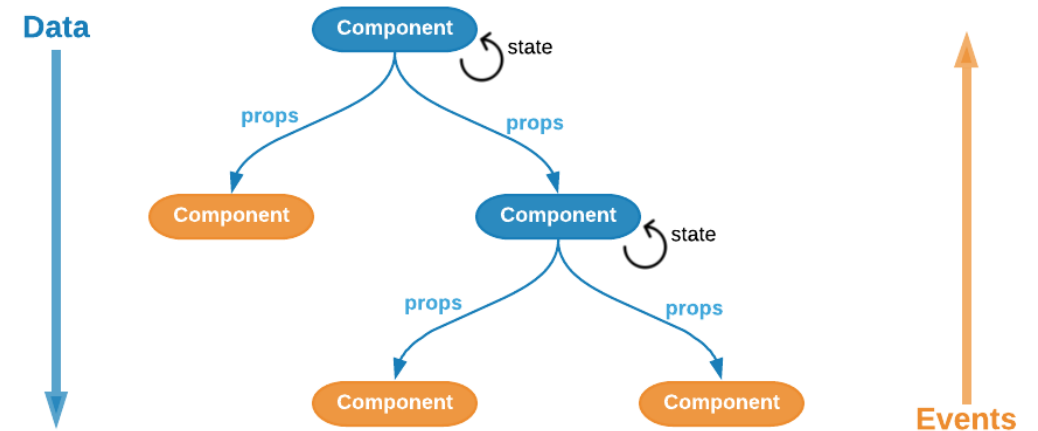 Data
Component
state
props
props
Component
Component
state
props
props
Component
Component
Events